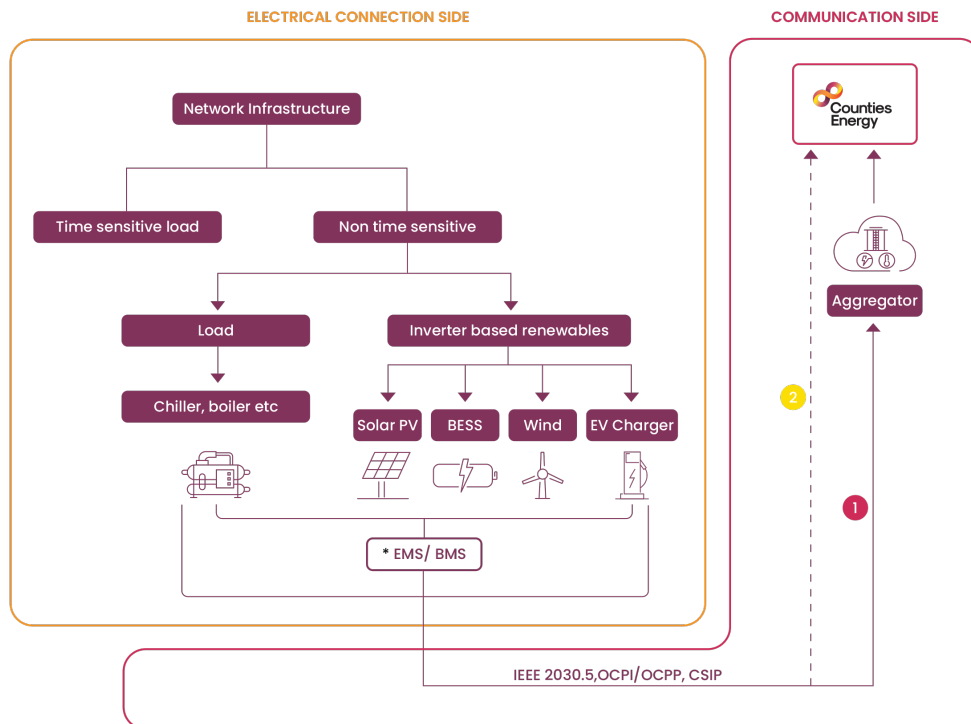 ELECTRICAL CONNECTION SIDE
COMMUNICATION SIDE
Counties
Energy
Network Infrastructure
Time sensitive load
Non time sensitive
Aggregator
Load
Inverter based renewables
Chiller, boiler etc
Solar PV
BESS
Wind
EV Charger
2
1
* EMS/ BMS
IEEE 2030.5,OCPI/OCPP, CSIP